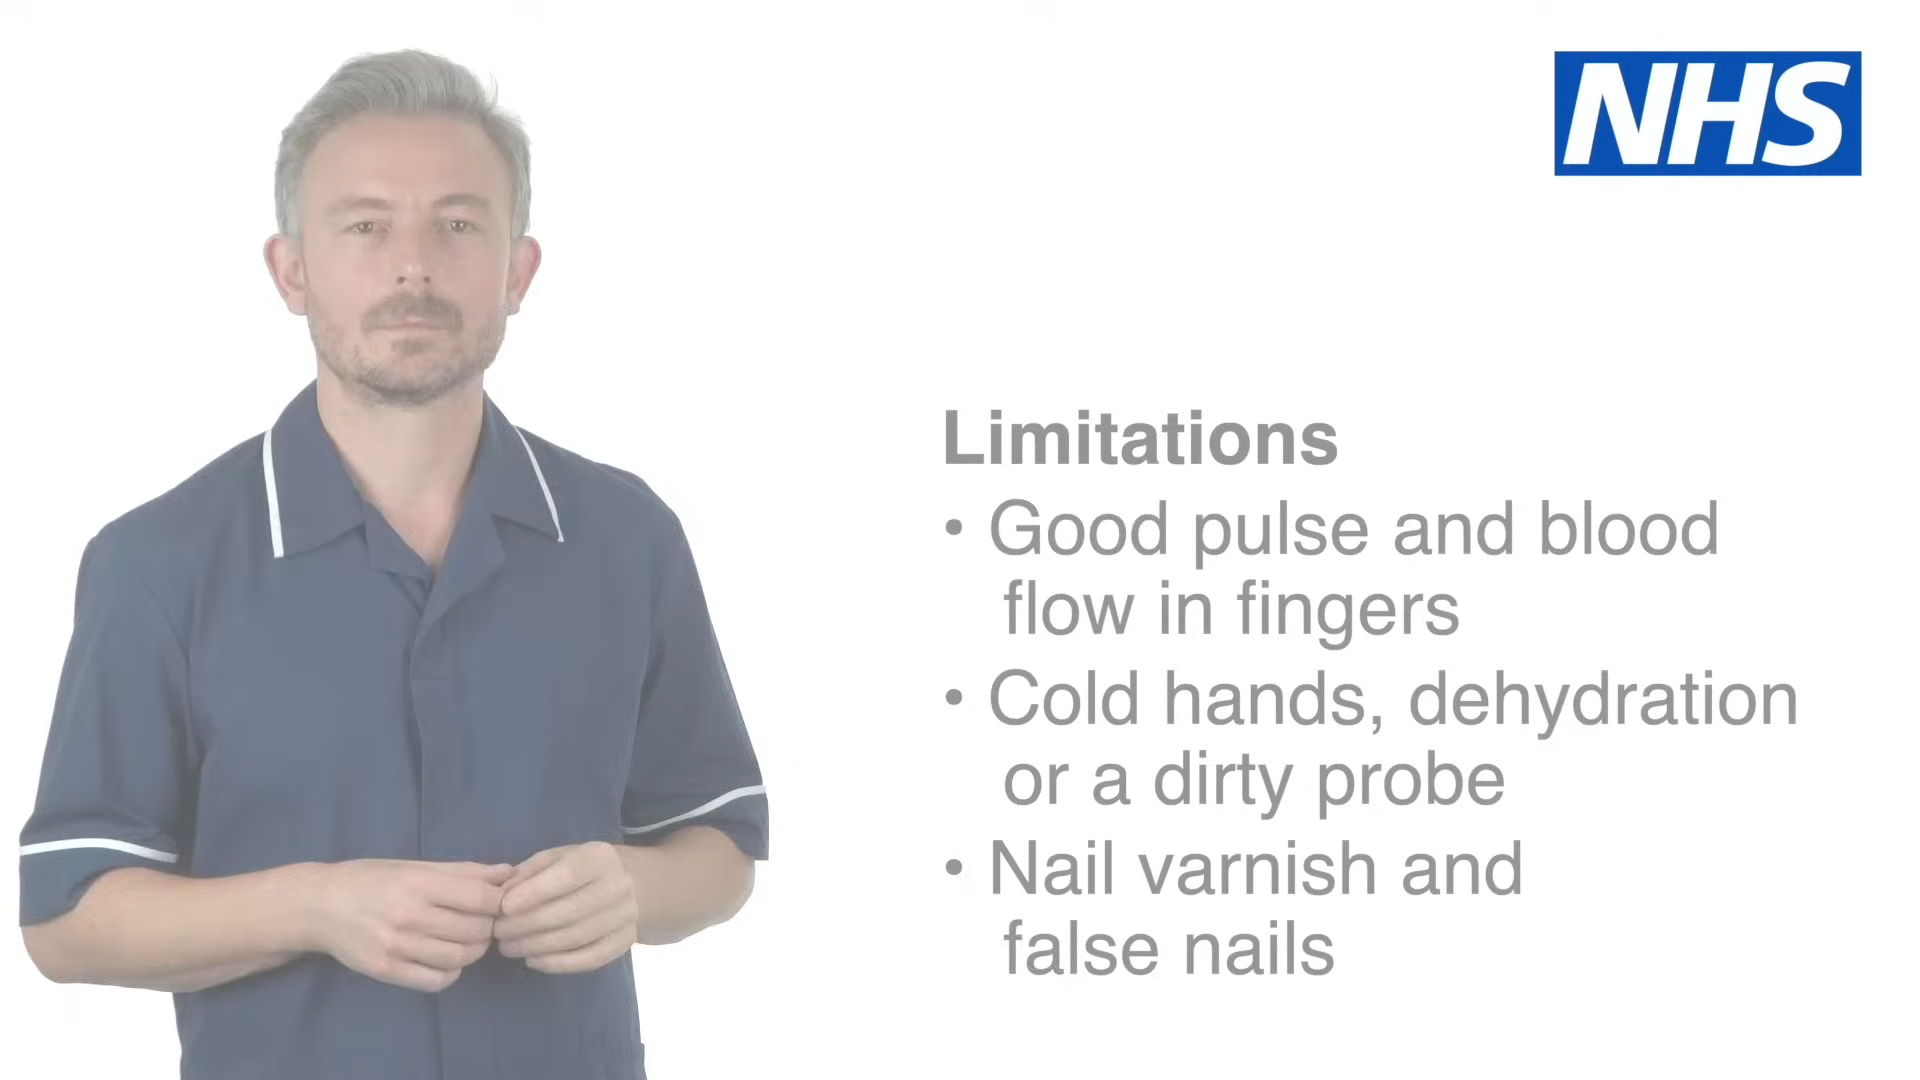 NHS
Limitations
• Good pulse and blood
flow in fingers
• Cold hands, dehydration
or a dirty probe
• Nail varnish and
false nails